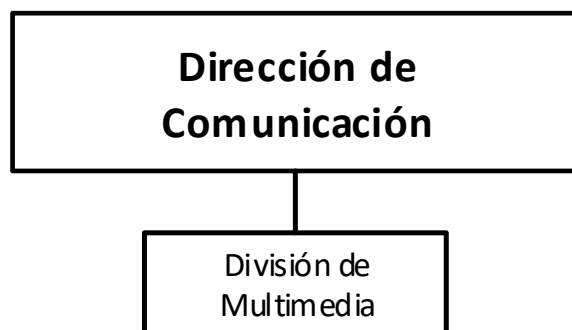 Dirección de
Comunicación
División de
Multimedia